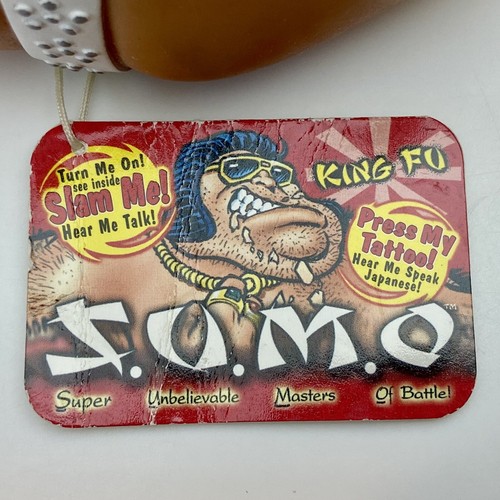 Turn Me On!
see inside
Slam Me!
Hear Me Talk!
KING FU
Press My
Tattoo!
Hear Me Speak
Japanese!
S.U.M.O
TM
Super Unbelievable Masters Of Battle!